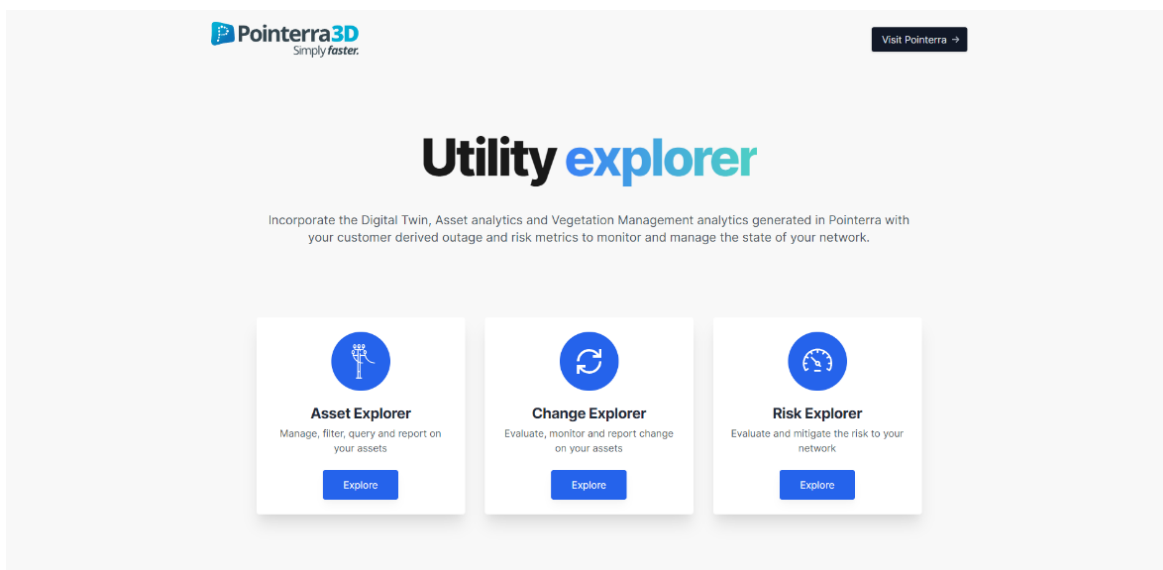 Pointerra3D
Simply faster.
Visit Pointerra →
Utility explorer
Incorporate the Digital Twin, Asset analytics and Vegetation Management analytics generated in Pointerra with
your customer derived outage and risk metrics to monitor and manage the state of your network.
Asset Explorer
Manage, filter, query and report on
your assets
Explore
Change Explorer
Evaluate, monitor and report change
on your assets
Explore
Risk Explorer
Evaluate and mitigate the risk to your
network
Explore